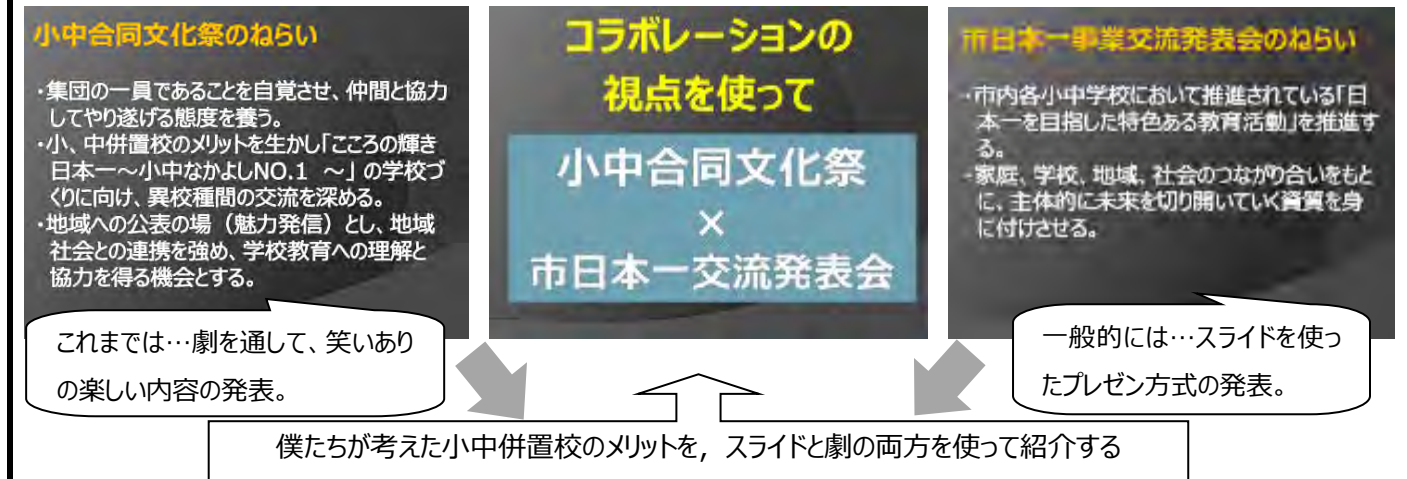 小中合同文化祭のねらい
・集団の一員であることを自覚させ、仲間と協力
してやり遂げる態度を養う。
・小、中併置校のメリットを生かし「こころの輝き
日本一～小中なかよしNO.1 ～」の学校づ
くりに向け、異校種間の交流を深める。
・地域への公表の場（魅力発信）とし、地域
社会との連携を強め、学校教育への理解と
協力を得る機会とする。
これまでは…劇を通して、笑いあり
の楽しい内容の発表。
コラボレーションの
視点を使って
小中合同文化祭
×
市日本一交流発表会
市日本一事業交流発表会のねらい
・市内各小中学校において推進されている「日
本一を目指した特色ある教育活動」を推進す
る。
・家庭、学校、地域、社会のつながり合いをもと
に、主体的に未来を切り開いていく資質を身
に付けさせる。
一般的には…スライドを使っ
たプレゼン方式の発表。
僕たちが考えた小中併置校のメリットを，スライドと劇の両方を使って紹介する